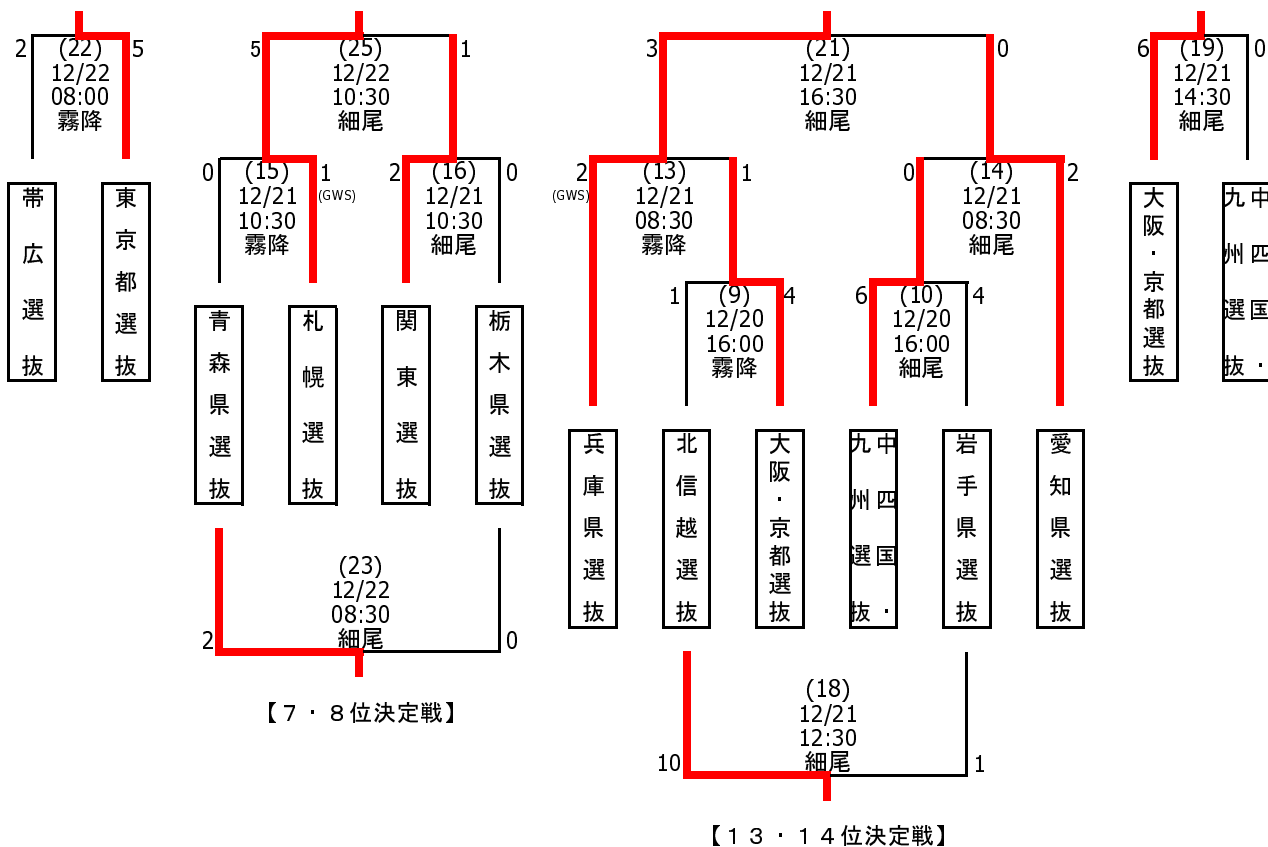 2
(22)
5
12/22
08:00
霧降
帯広選抜
東京都選抜
5
(25)
1
12/22
10:30
細尾
0
(15)
1
(GWS)
12/21
10:30
霧降
2
(16)
0
12/21
10:30
細尾
青森県選抜
札幌選抜
関東選抜
栃木県選抜
(23)
12/22
08:30
細尾
2
0
【７・８位決定戦】
3
(21)
0
12/21
16:30
細尾
2
(GWS)
(13)
1
12/21
08:30
霧降
0
(14)
2
12/21
08:30
細尾
1
(9)
4
12/20
16:00
霧降
6
(10)
4
12/20
16:00
細尾
兵庫県選抜
北信越選抜
大阪・京都選抜
中四国・
九州選抜
岩手県選抜
愛知県選抜
(18)
12/21
12:30
細尾
10
1
【１３・１４位決定戦】
6
(19)
0
12/21
14:30
細尾
大阪・京都選抜
中四国・
九州選抜